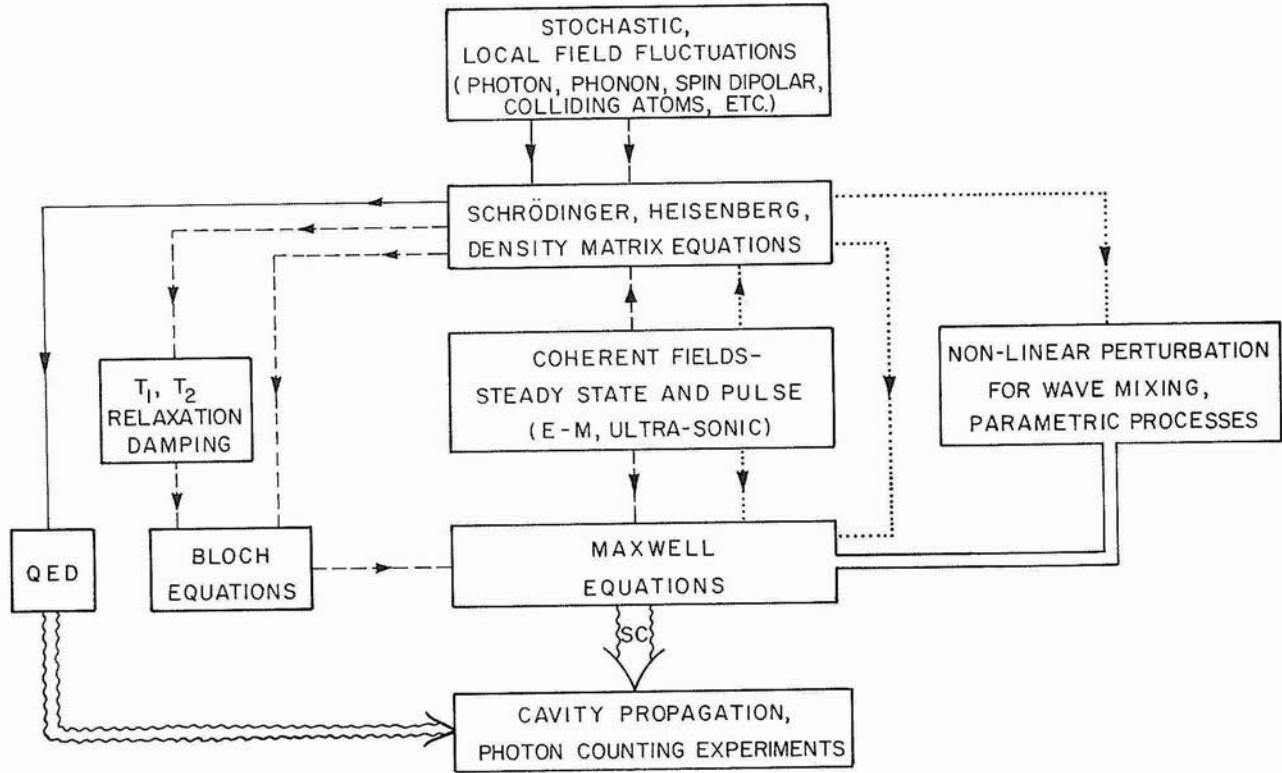 STOCHASTIC,
LOCAL FIELD FLUCTUATIONS
(PHOTON, PHONON, SPIN DIPOLAR,
COLLIDING ATOMS, ETC.)
SCHRÖDINGER, HEISENBERG,
DENSITY MATRIX EQUATIONS
COHERENT FIELDS-
STEADY STATE AND PULSE
(E-M, ULTRA-SONIC)
NON-LINEAR PERTURBATION
FOR WAVE MIXING,
PARAMETRIC PROCESSES
T₁, T₂
RELAXATION
DAMPING
QED
BLOCH
EQUATIONS
MAXWELL
EQUATIONS
SC
CAVITY PROPAGATION,
PHOTON COUNTING EXPERIMENTS